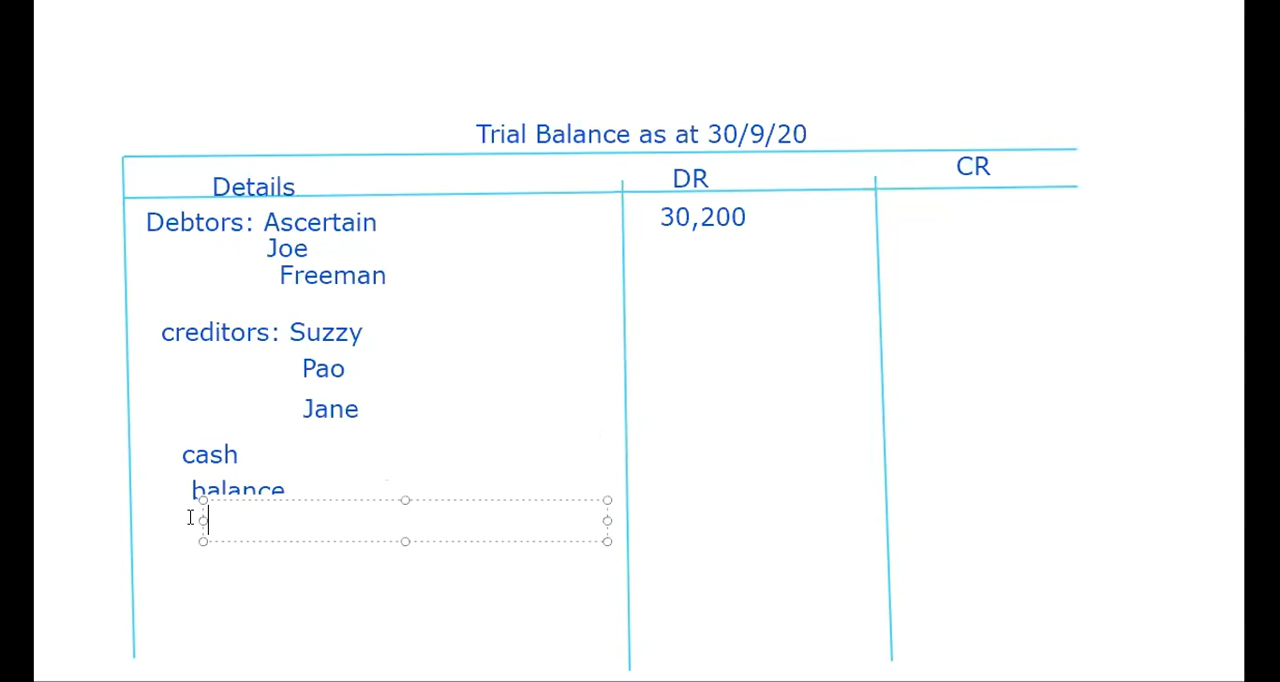 Trial Balance as at 30/9/20
Details DR CR
Debtors: Ascertain 30,200
Joe
Freeman
creditors: Suzzy
Pao
Jane
cash
balance